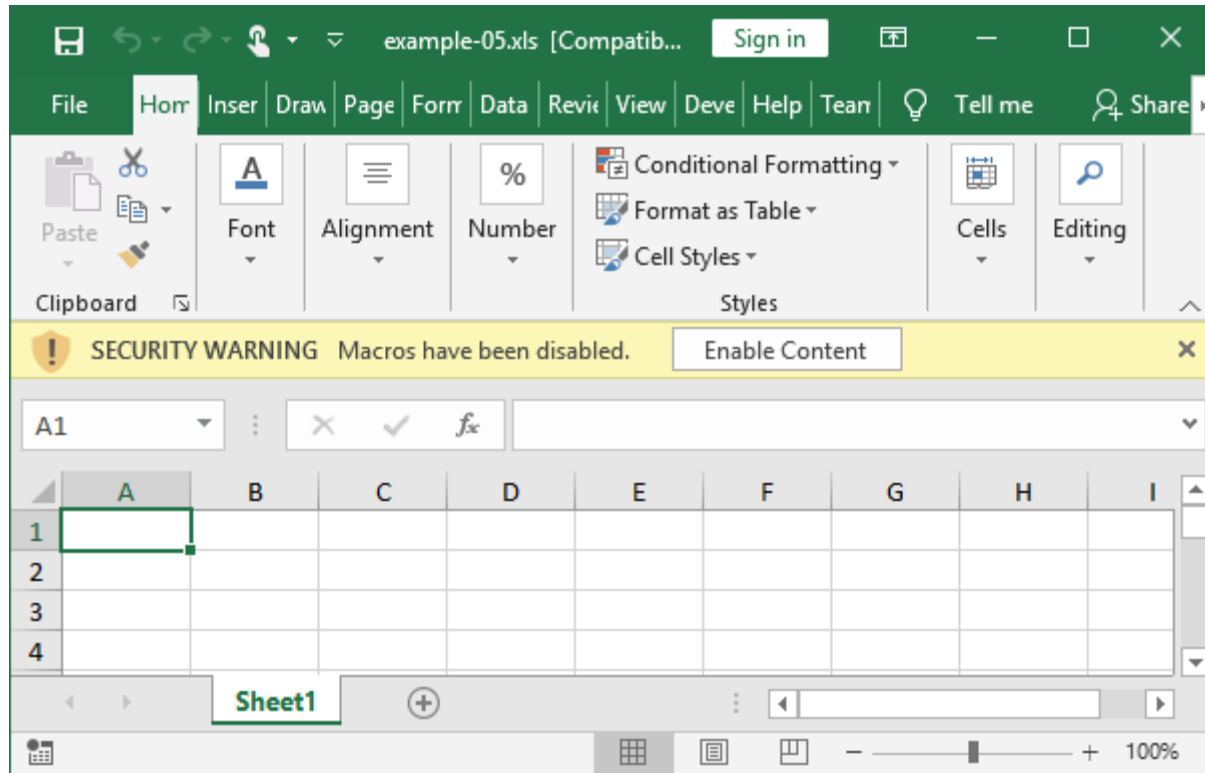 example-05.xls [Compatib... Sign in
File Hom Inser Draw Page Form Data Revie View Deve Help Team Tell me Share
Paste
Clipboard
A
Font
Alignment
%
Number
Conditional Formatting
Format as Table
Cell Styles
Styles
Cells
Editing
! SECURITY WARNING Macros have been disabled. Enable Content
A1 fx
A B C D E F G H I
1
2
3
4
Sheet1
100%